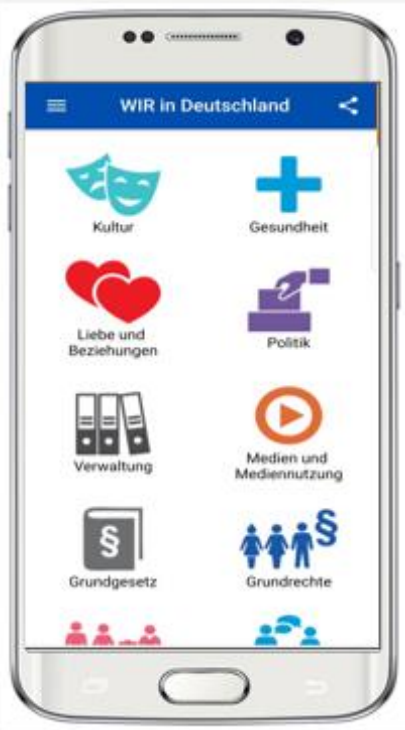 WIR in Deutschland
Kultur
Gesundheit
Liebe und
Beziehungen
Politik
Verwaltung
Medien und
Mediennutzung
§
Grundgesetz
§
Grundrechte